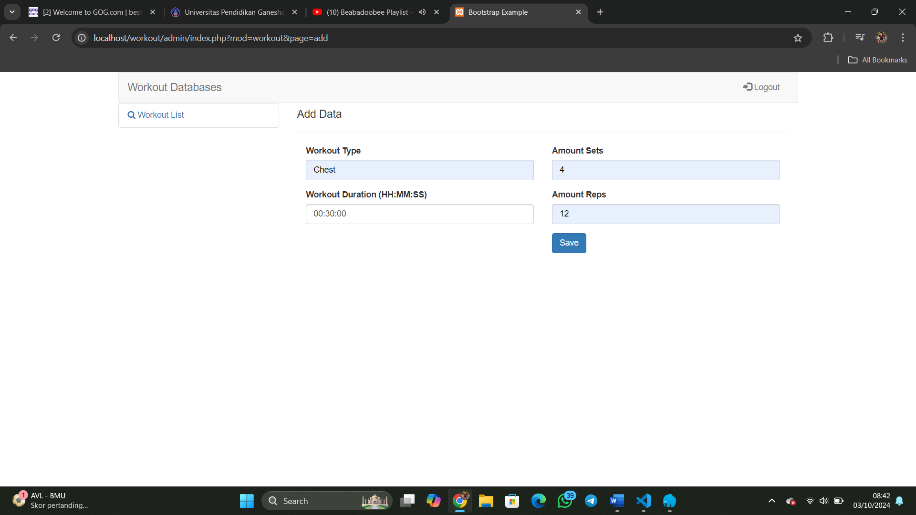 [2] Welcome to GOG.com | bes
Universitas Pendidikan Ganesha
(10) Beabadoobee Playlist -
Bootstrap Example
localhost/workout/admin/index.php?mod=workout&page=add
All Bookmarks
Workout Databases
Logout
Workout List
Add Data
Workout Type
Amount Sets
Chest
4
Workout Duration (HH:MM:SS)
Amount Reps
00:30:00
12
Save
1
AVL - BMU
Skor pertanding...
Search
39
08:42
03/10/2024